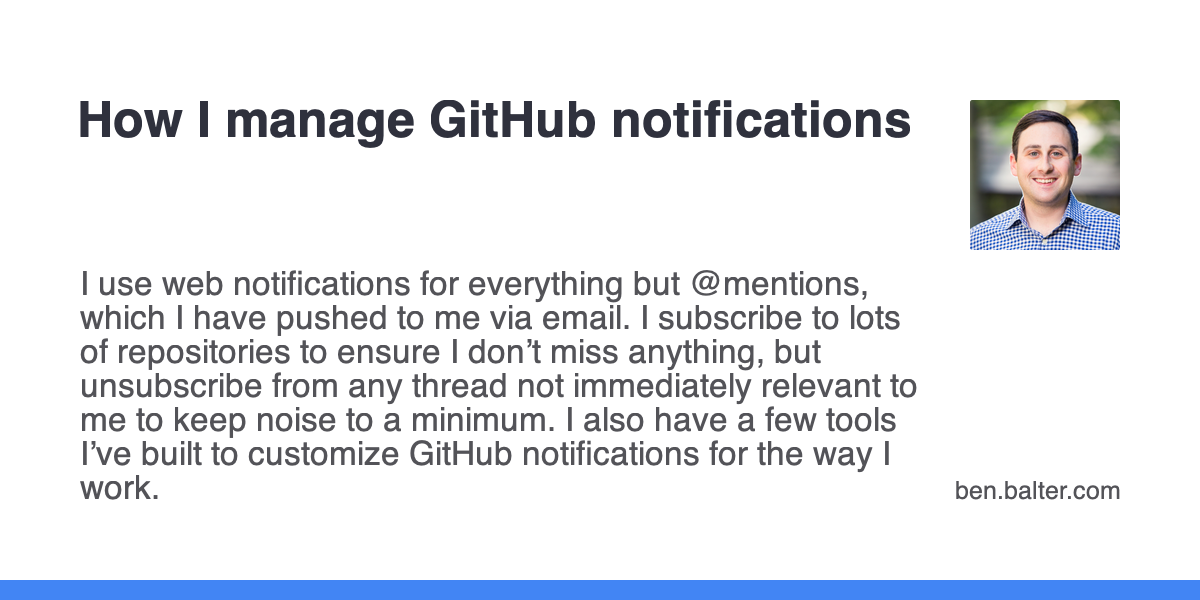 How I manage GitHub notifications
I use web notifications for everything but @mentions,
which I have pushed to me via email. I subscribe to lots
of repositories to ensure I don’t miss anything, but
unsubscribe from any thread not immediately relevant to
me to keep noise to a minimum. I also have a few tools
I’ve built to customize GitHub notifications for the way I
work.
ben.balter.com